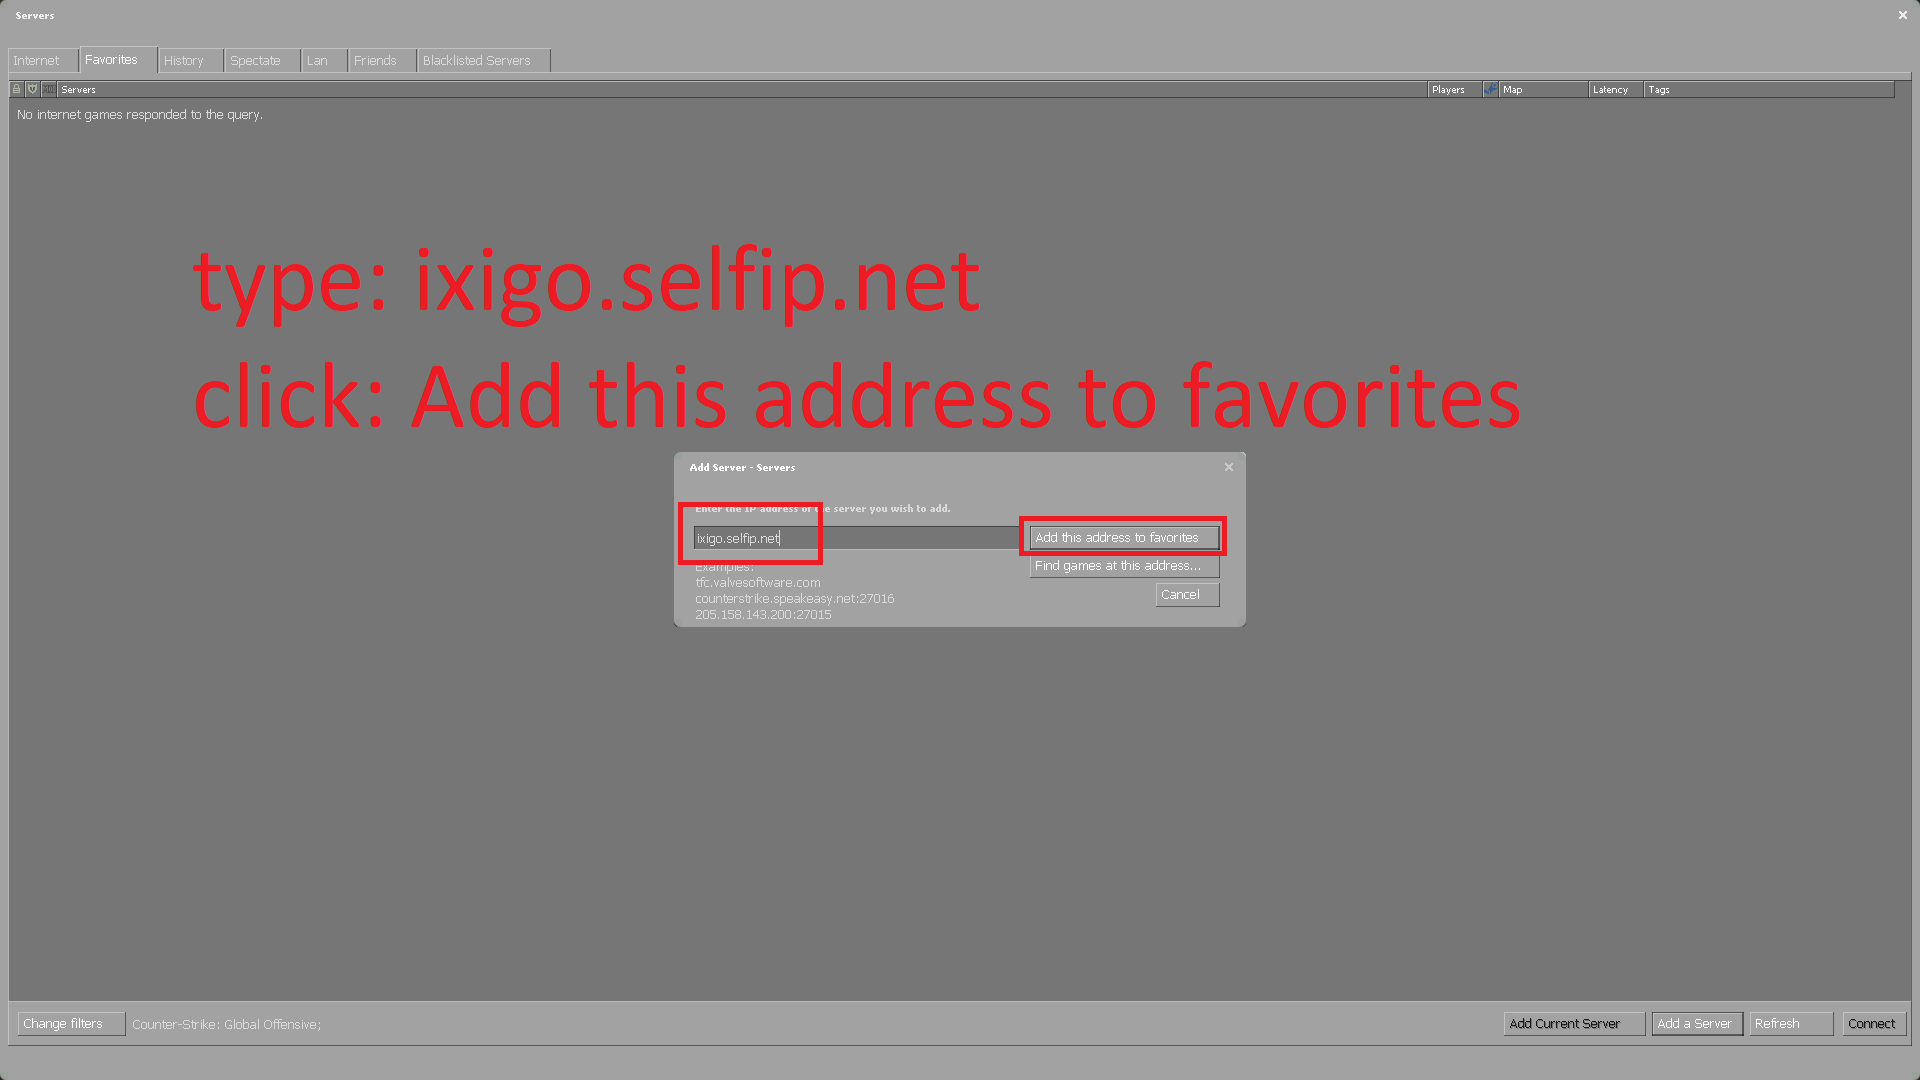 Servers
Internet Favorites History Spectate Lan Friends Blacklisted Servers
Servers Players Map Latency Tags
No internet games responded to the query.
type: ixigo.selfip.net
click: Add this address to favorites
Add Server - Servers
Enter the IP address of the server you wish to add.
ixigo.selfip.net Add this address to favorites
Examples: Find games at this address...
tfc.valvesoftware.com
counterstrike.speakeasy.net:27016 Cancel
205.158.143.200:27015
Change filters Counter-Strike: Global Offensive; Add Current Server Add a Server Refresh Connect